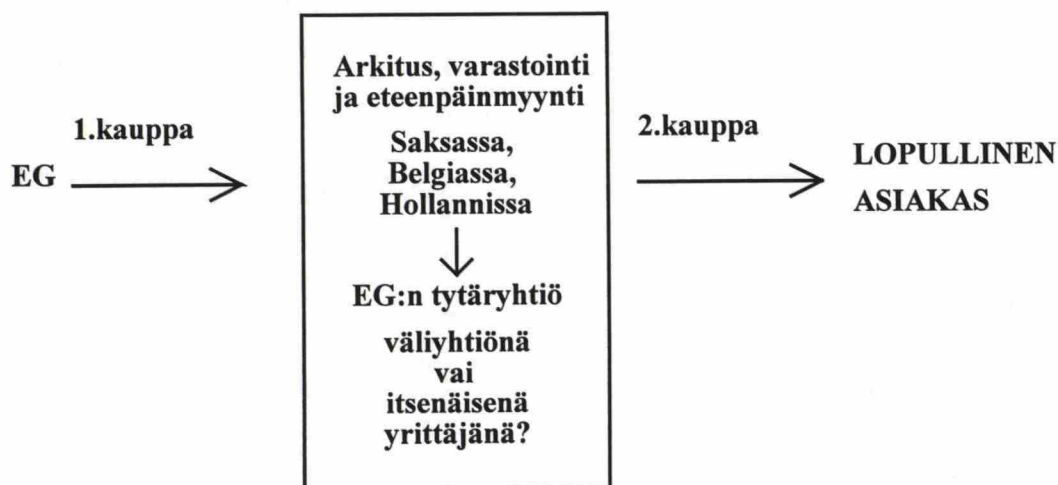 Arkitus, varastointi
ja eteenpäinmyynti
1.kauppa
2.kauppa
Saksassa,
Belgiassa,
Hollannissa
EG
LOPULLINEN
ASIAKAS
EG:n tytäryhtiö
väliyhtiönä
vai
itsenäisenä
yrittäjänä?